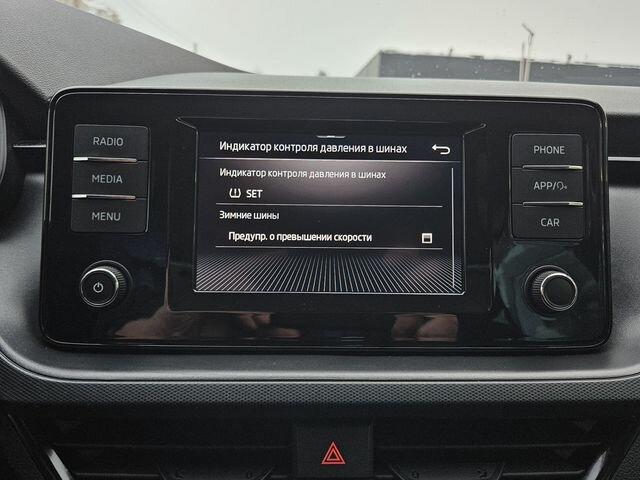 RADIO
MEDIA
MENU
Индикатор контроля давления в шинах
Индикатор контроля давления в шинах
SET
Зимние шины
Предупр. о превышении скорости
PHONE
APP/
CAR